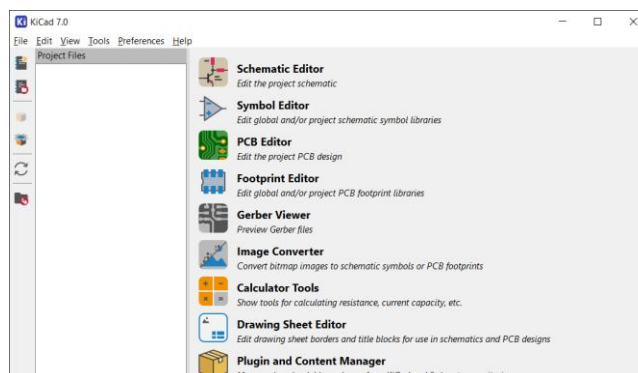 KiCad 7.0
File Edit View Tools Preferences Help
Project Files
Schematic Editor
Edit the project schematic
Symbol Editor
Edit global and/or project schematic symbol libraries
PCB Editor
Edit the project PCB design
Footprint Editor
Edit global and/or project PCB footprint libraries
Gerber Viewer
Preview Gerber files
Image Converter
Convert bitmap images to schematic symbols or PCB footprints
Calculator Tools
Show tools for calculating resistance, current capacity, etc.
Drawing Sheet Editor
Edit drawing sheet borders and title blocks for use in schematics and PCB designs
Plugin and Content Manager